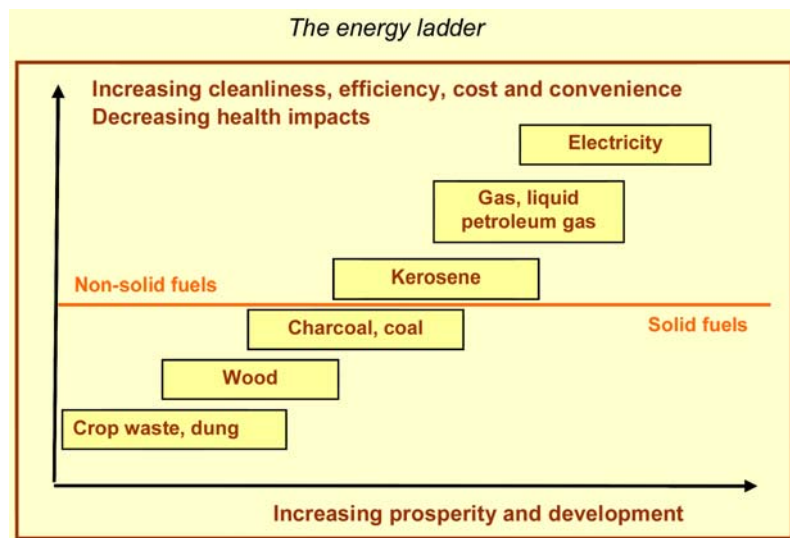 The energy ladder
Increasing cleanliness, efficiency, cost and convenience
Decreasing health impacts
Electricity
Gas, liquid
petroleum gas
Kerosene
Non-solid fuels
Solid fuels
Charcoal, coal
Wood
Crop waste, dung
Increasing prosperity and development